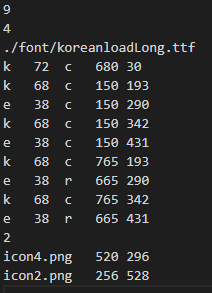 9
4
./font/koreanloadLong.ttf
k 72 c 680 30
k 68 c 150 193
e 38 c 150 290
k 68 c 150 342
e 38 c 150 431
k 68 c 765 193
e 38 r 665 290
k 68 c 765 342
e 38 r 665 431
2
icon4.png 520 296
icon2.png 256 528